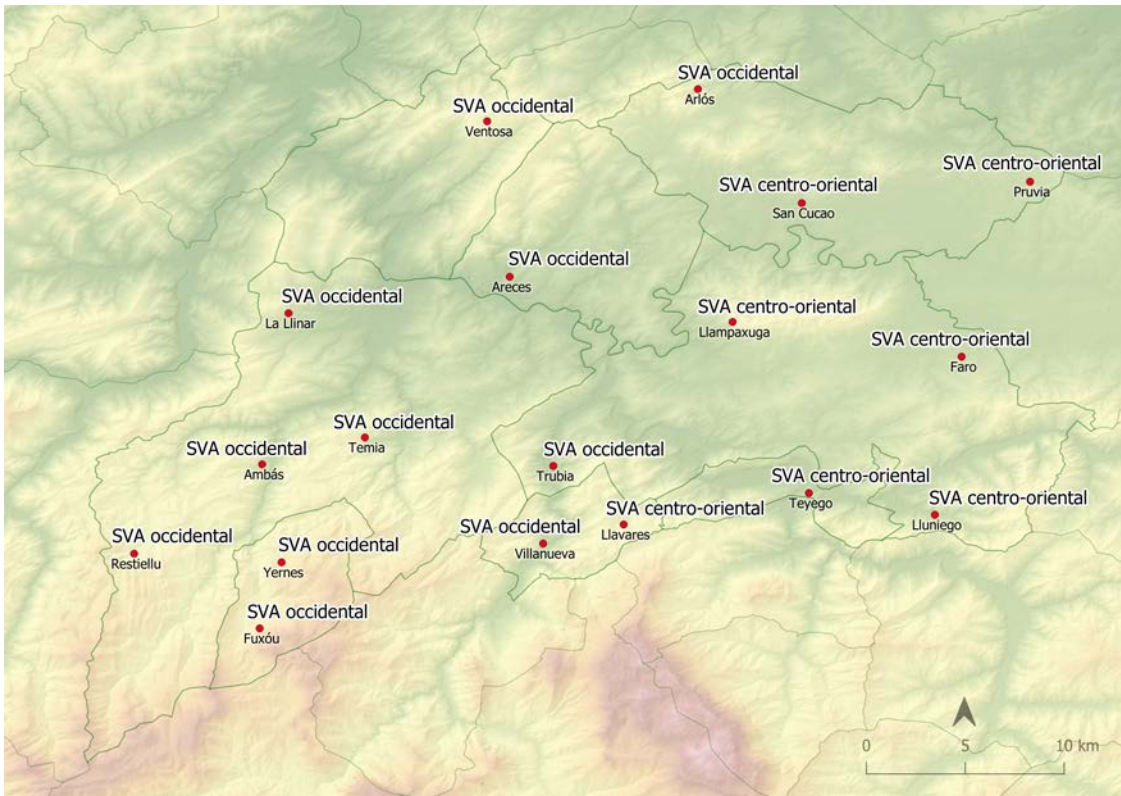 SVA occidental
Arlós
SVA occidental
Ventosa
SVA centro-oriental
Pruvia
SVA centro-oriental
San Cucao
SVA occidental
Areces
SVA occidental
La Llinar
SVA centro-oriental
Llampaxuga
SVA centro-oriental
Faro
SVA occidental
Temia
SVA occidental
Ambás
SVA occidental
Trubia
SVA centro-oriental
Teyego
SVA centro-oriental
Lluniego
SVA centro-oriental
Llavares
SVA occidental
Villanueva
SVA occidental
Restiellu
SVA occidental
Yernes
SVA occidental
Fuxóu
0 5 10 km